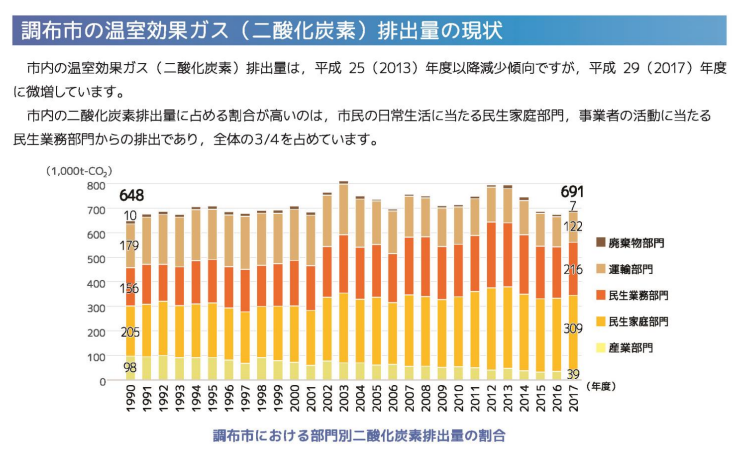 調布市の温室効果ガス（二酸化炭素）排出量の現状
市内の温室効果ガス（二酸化炭素）排出量は，平成 25（2013）年度以降減少傾向ですが，平成 29（2017）年度
に微増しています。
市内の二酸化炭素排出量に占める割合が高いのは，市民の日常生活に当たる民生家庭部門，事業者の活動に当たる
民生業務部門からの排出であり，全体の3/4を占めています。
（1,000t-CO₂）
800
700
600
500
400
300
200
100
0
648
10
179
156
205
98
691
7
122
216
309
39
廃棄物部門
運輸部門
民生業務部門
民生家庭部門
産業部門
1990 1991 1992 1993 1994 1995 1996 1997 1998 1999 2000 2001 2002 2003 2004 2005 2006 2007 2008 2009 2010 2011 2012 2013 2014 2015 2016 2017 （年度）
調布市における部門別二酸化炭素排出量の割合